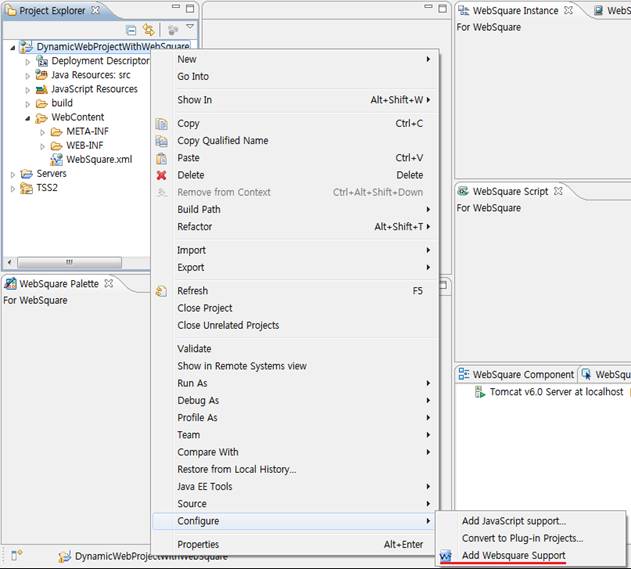 Project Explorer
DynamicWebProjectWithWebSquare
Deployment Descriptor
Java Resources: src
JavaScript Resources
build
WebContent
META-INF
WEB-INF
WebSquare.xml
Servers
TSS2
WebSquare Palette
For WebSquare
New
Go Into
Show In Alt+Shift+W
Copy Ctrl+C
Copy Qualified Name
Paste Ctrl+V
Delete Delete
Remove from Context Ctrl+Alt+Shift+Down
Build Path
Refactor Alt+Shift+T
Import
Export
Refresh F5
Close Project
Close Unrelated Projects
Validate
Show in Remote Systems view
Run As
Debug As
Profile As
Team
Compare With
Restore from Local History...
Java EE Tools
Source
Configure
Properties Alt+Enter
Add JavaScript support...
Convert to Plug-in Projects...
Add Websquare Support
WebSquare Instance WebS
For WebSquare
WebSquare Script
For WebSquare
WebSquare Component WebSqu
Tomcat v6.0 Server at localhost
DynamicWebProjectWithWebSquare